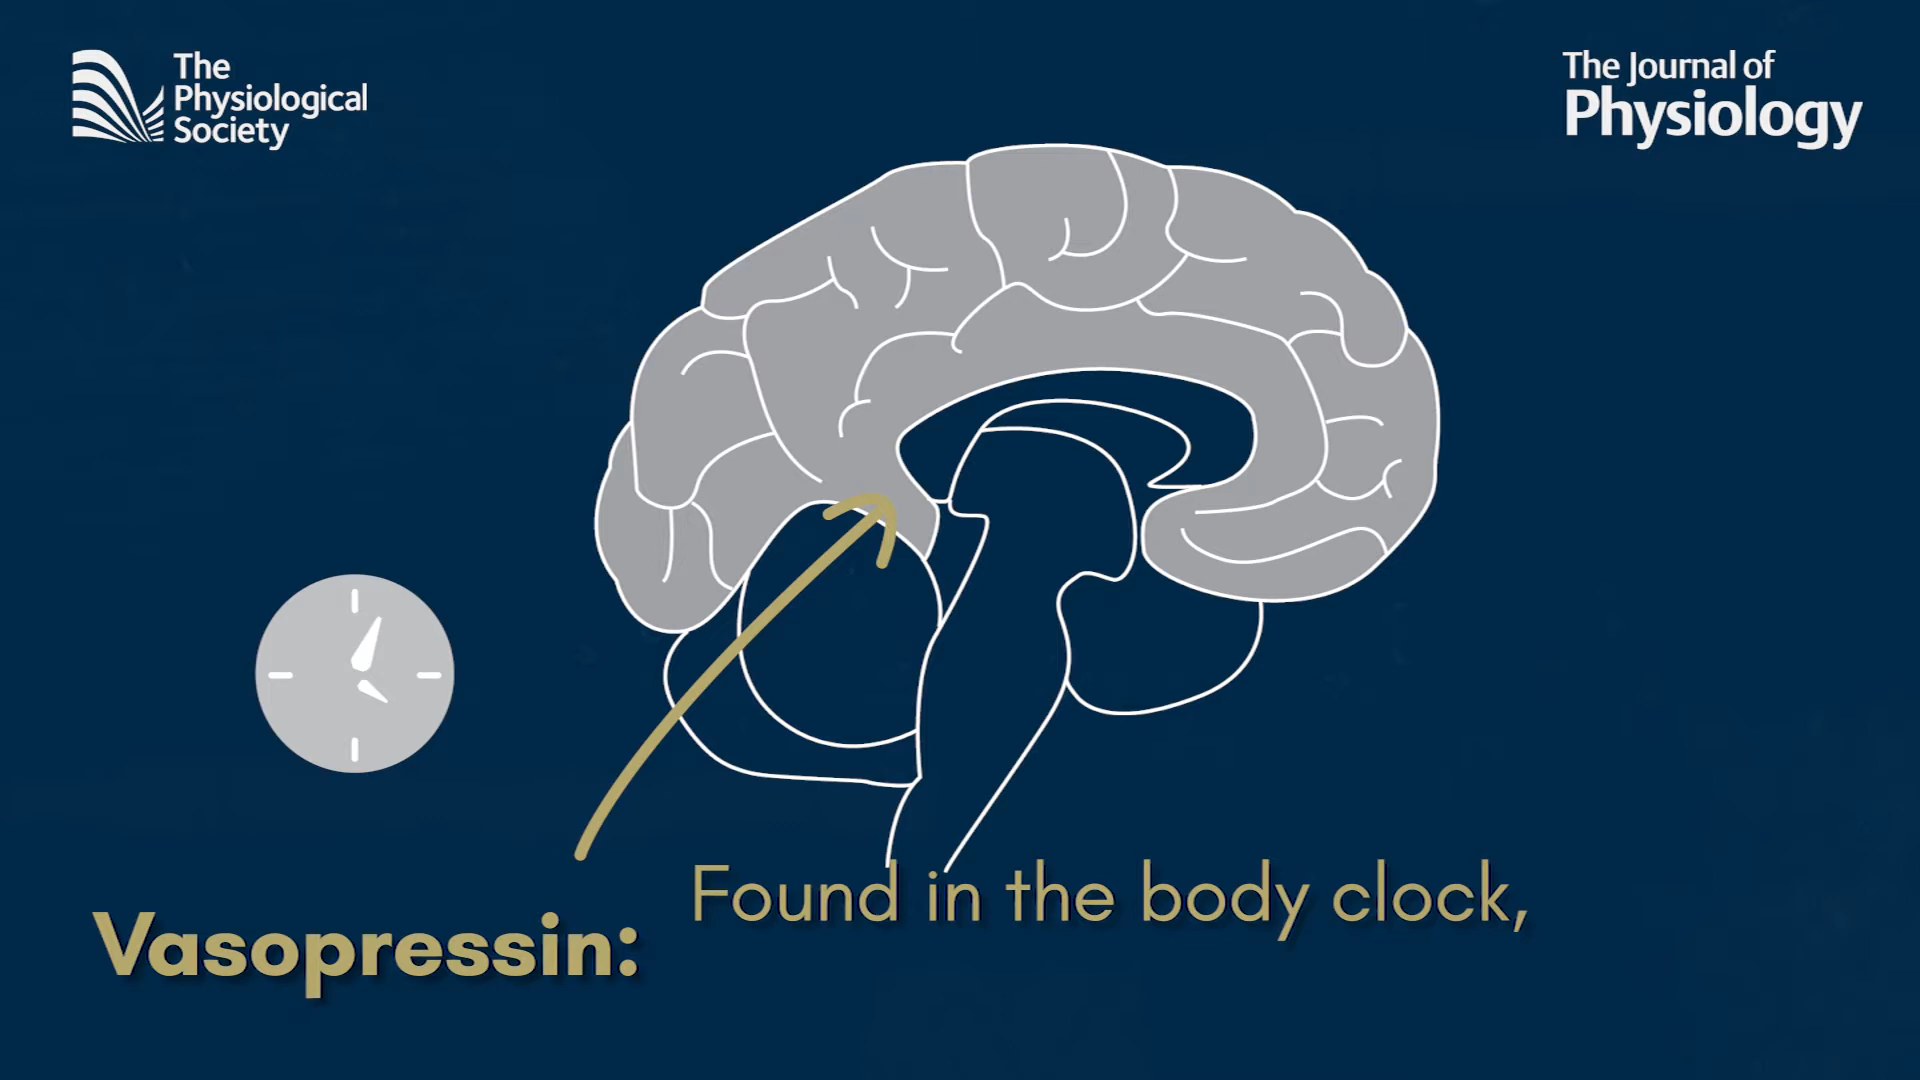 The
Physiological
Society
The Journal of
Physiology
Found in the body clock,
Vasopressin: